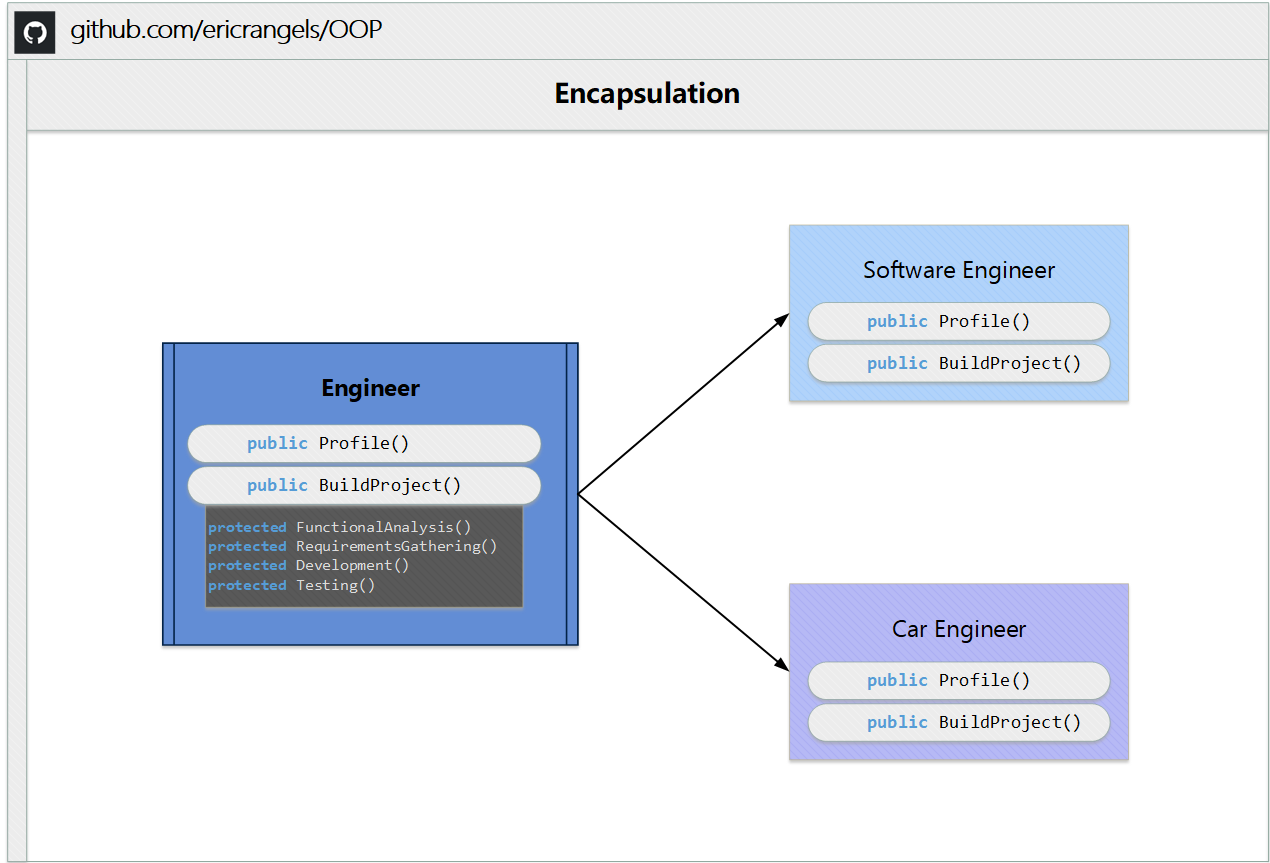 github.com/ericrangels/OOP
Encapsulation
Engineer
public Profile()
public BuildProject()
protected FunctionalAnalysis()
protected RequirementsGathering()
protected Development()
protected Testing()
Software Engineer
public Profile()
public BuildProject()
Car Engineer
public Profile()
public BuildProject()